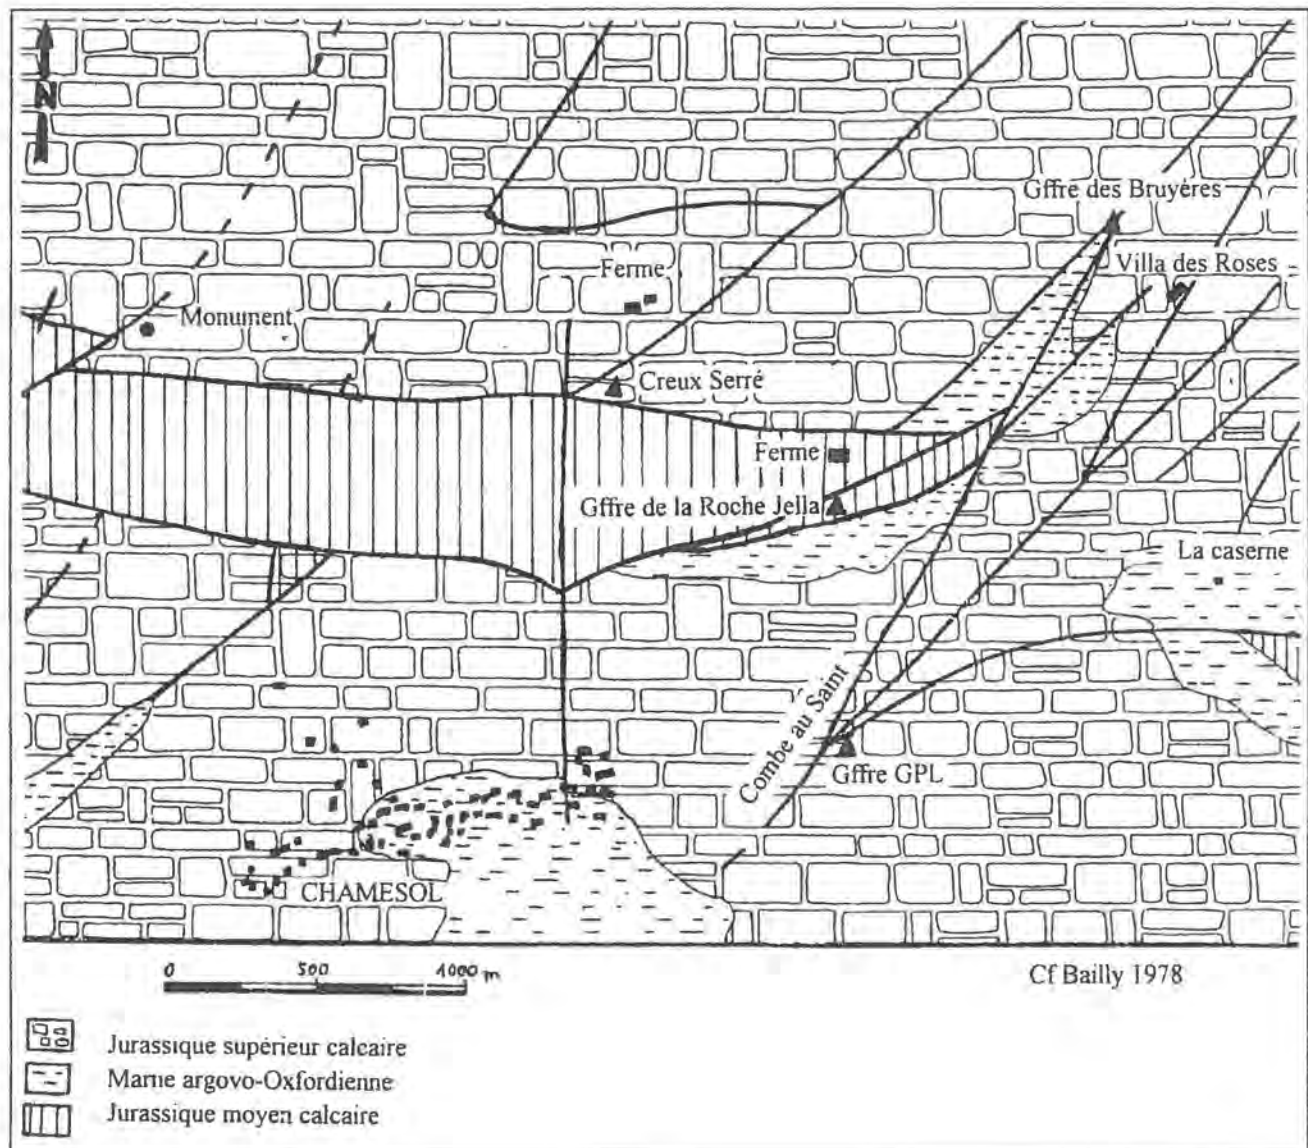 N
Gffre des Bruyères
Villa des Roses
Ferme
Monument
Creux Serré
Ferme
Gffre de la Roche Jella
La caserne
Combe au Saint
Gffre GPL
CHAMESOL
0 500 1000 m
Cf Bailly 1978
Jurassique supérieur calcaire
Marne argovo-Oxfordienne
Jurassique moyen calcaire